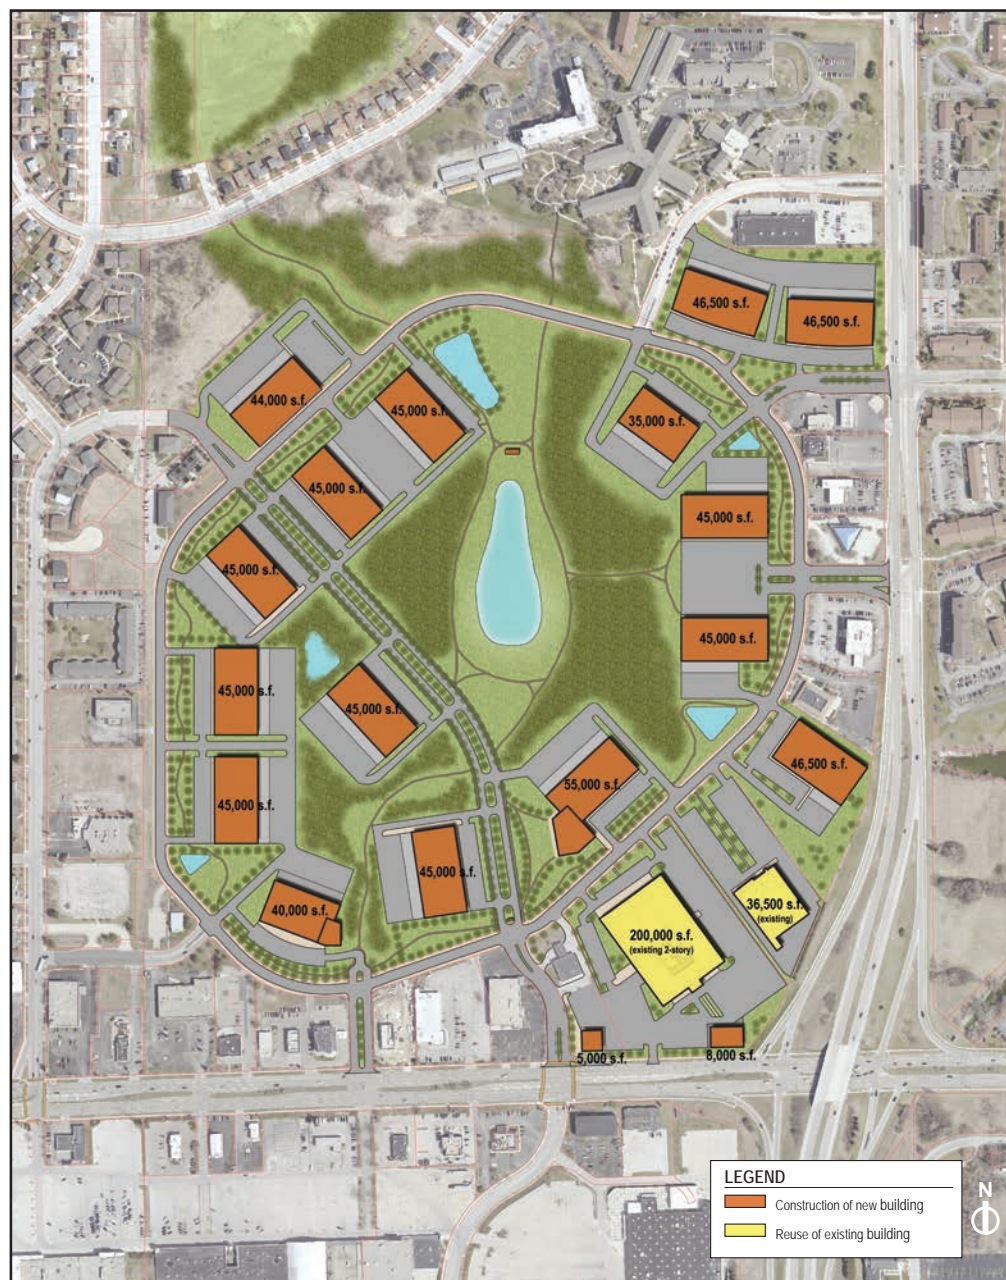 46,500 s.f.
46,500 s.f.
44,000 s.f.
45,000 s.f.
35,000 s.f.
45,000 s.f.
45,000 s.f.
45,000 s.f.
45,000 s.f.
45,000 s.f.
45,000 s.f.
46,500 s.f.
55,000 s.f.
45,000 s.f.
45,000 s.f.
36,500 s.f.
(existing)
40,000 s.f.
200,000 s.f.
(existing 2-story)
5,000 s.f.
8,000 s.f.
LEGEND
Construction of new building
Reuse of existing building
N